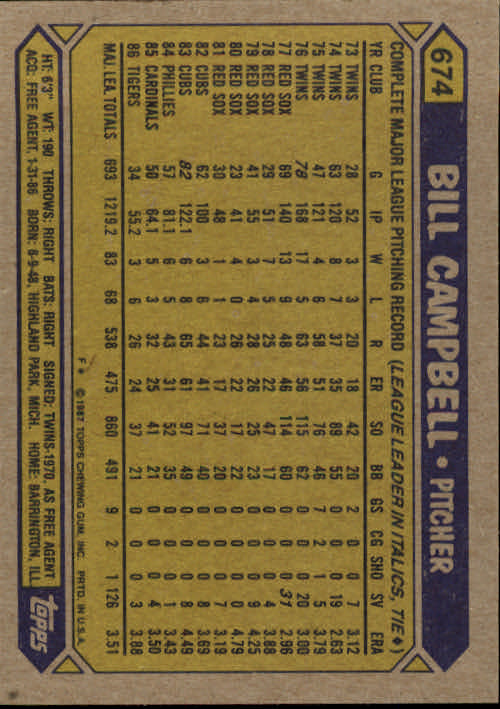 674 BILL CAMPBELL • PITCHER
COMPLETE MAJOR LEAGUE PITCHING RECORD (LEAGUE LEADER IN ITALICS, TIE ♦)
YR CLUB G IP W L R ER SO BB GS CG SHO SV ERA
73 TWINS 28 52 3 3 20 18 42 20 2 0 0 7 3.12
74 TWINS 63 120 8 7 37 35 89 55 0 0 0 19 2.63
75 TWINS 47 121 4 6 58 51 76 46 7 2 1 5 3.79
76 TWINS 78 168 17 5 63 56 115 62 0 0 0 20 3.00
77 RED SOX 69 140 13 9 48 46 114 60 0 0 0 31 2.96
78 RED SOX 29 51 7 5 25 22 47 17 0 0 0 4 3.88
79 RED SOX 41 55 3 4 28 26 25 23 0 0 0 9 4.25
80 RED SOX 23 41 4 0 26 22 17 22 0 0 0 0 4.79
81 RED SOX 30 48 1 1 23 17 37 20 0 0 0 7 3.19
82 CUBS 62 100 3 6 44 41 71 40 0 0 0 8 3.69
83 CUBS 82 122.1 6 8 65 61 97 49 0 0 0 8 4.49
84 PHILLIES 57 81.1 6 5 43 31 52 35 0 0 0 1 3.43
85 CARDINALS 50 64.1 5 3 32 25 41 21 0 0 0 4 3.50
86 TIGERS 34 55.2 3 6 26 24 37 21 0 0 0 3 3.88
MAJ. LEA. TOTALS 693 1219.2 83 68 538 475 860 491 9 2 1 126 3.51
F * © 1987 TOPPS CHEWING GUM, INC. PRTD. IN U.S.A.
HT: 6'3" WT: 190 THROWS: RIGHT BATS: RIGHT SIGNED: TWINS-1970, AS FREE AGENT
ACQ: FREE AGENT, 1-31-86 BORN: 8-9-48, HIGHLAND PARK, MICH. HOME: BARRINGTON, ILL.
TOPPS